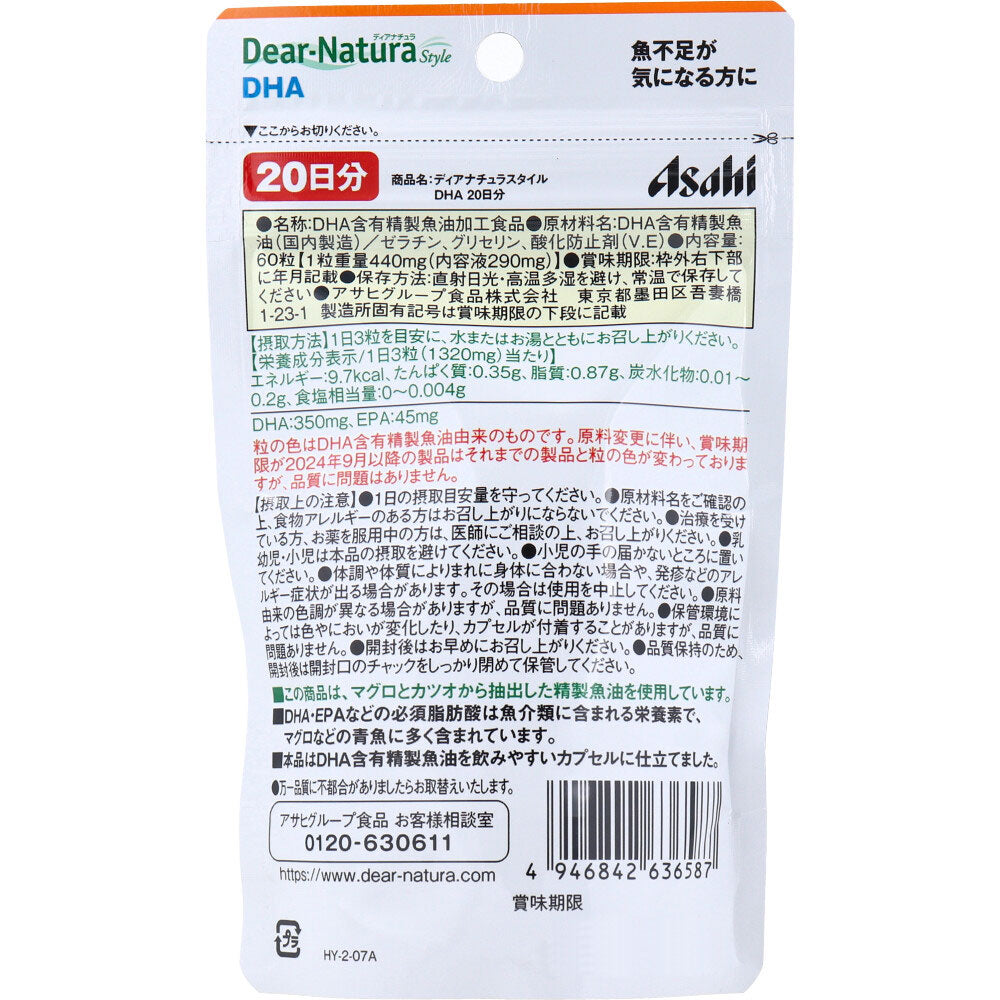 ディアナチュラ
Dear-Natura Style
DHA
魚不足が
気になる方に
▼ここからお切りください。
20日分
商品名:ディアナチュラスタイル
DHA 20日分
Asahi
●名称:DHA含有精製魚油加工食品●原材料名:DHA含有精製魚
油(国内製造)/ゼラチン、グリセリン、酸化防止剤(V.E)●内容量:
60粒【1粒重量440mg(内容液290mg)】●賞味期限:枠外右下部
に年月記載●保存方法:直射日光・高温多湿を避け、常温で保存して
ください●アサヒグループ食品株式会社 東京都墨田区吾妻橋
1-23-1 製造所固有記号は賞味期限の下段に記載
【摂取方法】1日3粒を目安に、水またはお湯とともにお召し上がりください。
【栄養成分表示/1日3粒(1320mg)当たり】
エネルギー:9.7kcal、たんぱく質:0.35g、脂質:0.87g、炭水化物:0.01〜
0.2g、食塩相当量:0〜0.004g
DHA:350mg、EPA:45mg
粒の色はDHA含有精製魚油由来のものです。原料変更に伴い、賞味期
限が2024年9月以降の製品はそれまでの製品と粒の色が変わっておりま
すが、品質に問題はありません。
【摂取上の注意】●1日の摂取目安量を守ってください。●原材料名をご確認の
上、食物アレルギーのある方はお召し上がりにならないでください。●治療を受け
ている方、お薬を服用中の方は、医師にご相談の上、お召し上がりください。●乳
幼児・小児は本品の摂取を避けてください。●小児の手の届かないところに置い
てください。●体調や体質によりまれに身体に合わない場合や、発疹などのアレ
ルギー症状が出る場合があります。その場合は使用を中止してください。●原料
由来の色調が異なる場合がありますが、品質に問題ありません。●保管環境に
よっては色やにおいが変化したり、カプセルが付着することがありますが、品質に
問題ありません。●開封後はお早めにお召し上がりください。●品質保持のため、
開封後は開封口のチャックをしっかり閉めて保管してください。
■この商品は、マグロとカツオから抽出した精製魚油を使用しています。
■DHA・EPAなどの必須脂肪酸は魚介類に含まれる栄養素で、
マグロなどの青魚に多く含まれています。
■本品はDHA含有精製魚油を飲みやすいカプセルに仕立てました。
●万一品質に不都合がありましたらお取替えいたします。
アサヒグループ食品 お客様相談室
0120-630611
https://www.dear-natura.com
4 946842 636587
賞味期限
プラ
HY-2-07A